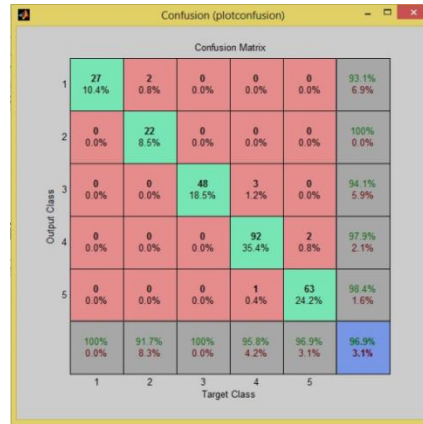 Confusion (plotconfusion)
Confusion Matrix
1 27 2 0 0 0 93.1%
10.4% 0.8% 0.0% 0.0% 0.0% 6.9%
2 0 22 0 0 0 100%
0.0% 8.5% 0.0% 0.0% 0.0% 0.0%
3 0 0 48 3 0 94.1%
0.0% 0.0% 18.5% 1.2% 0.0% 5.9%
4 0 0 0 92 2 97.9%
0.0% 0.0% 0.0% 35.4% 0.8% 2.1%
5 0 0 0 1 63 98.4%
0.0% 0.0% 0.0% 0.4% 24.2% 1.6%
100% 91.7% 100% 95.8% 96.9% 96.9%
0.0% 8.3% 0.0% 4.2% 3.1% 3.1%
1 2 3 4 5
Target Class
Output Class